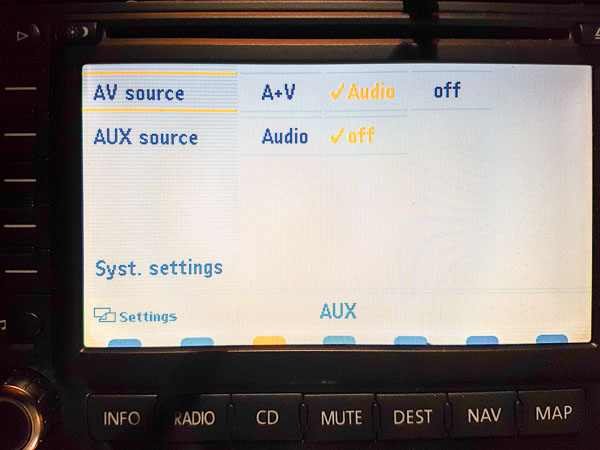 AV source A+V ✓Audio off
AUX source Audio ✓off
Syst. settings
Settings AUX
INFO RADIO CD MUTE DEST NAV MAP